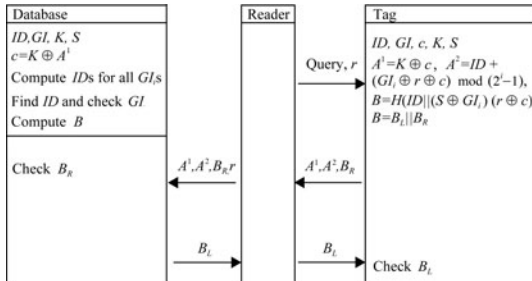 Database
Reader
Tag
ID,GI, K, S
c=K ⊕ A¹
Compute IDs for all GIᵢs
Find ID and check GI
Compute B
Query, r
ID, GI, c, K, S
A¹=K ⊕ c, A²=ID +
(GIᵢ ⊕ r ⊕ c) mod (2ⁱ−1),
B=H(ID||(S ⊕ GIᵢ) (r ⊕ c)
B=B_L||B_R
Check B_R
A¹,A²,B_R,r
A¹,A²,B_R
B_L
B_L
Check B_L